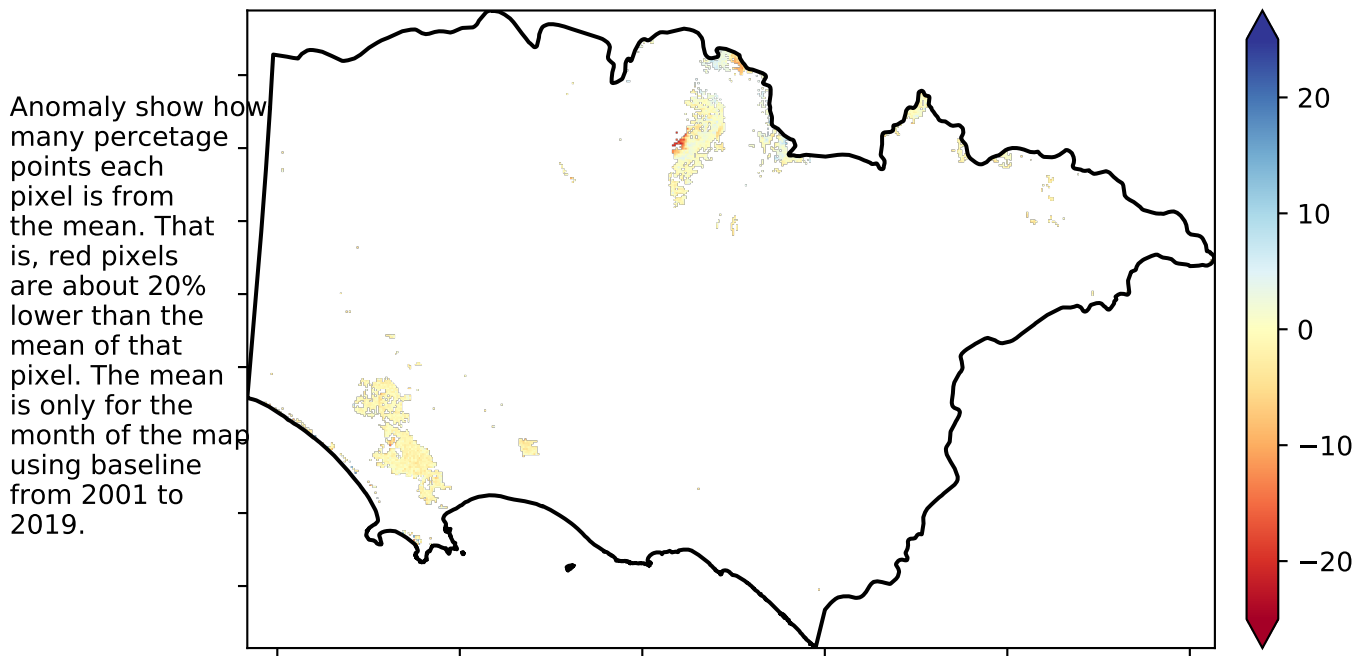 Anomaly show how
many percetage
points each
pixel is from
the mean. That
is, red pixels
are about 20%
lower than the
mean of that
pixel. The mean
is only for the
month of the map
using baseline
from 2001 to
2019.
20
10
0
−10
−20